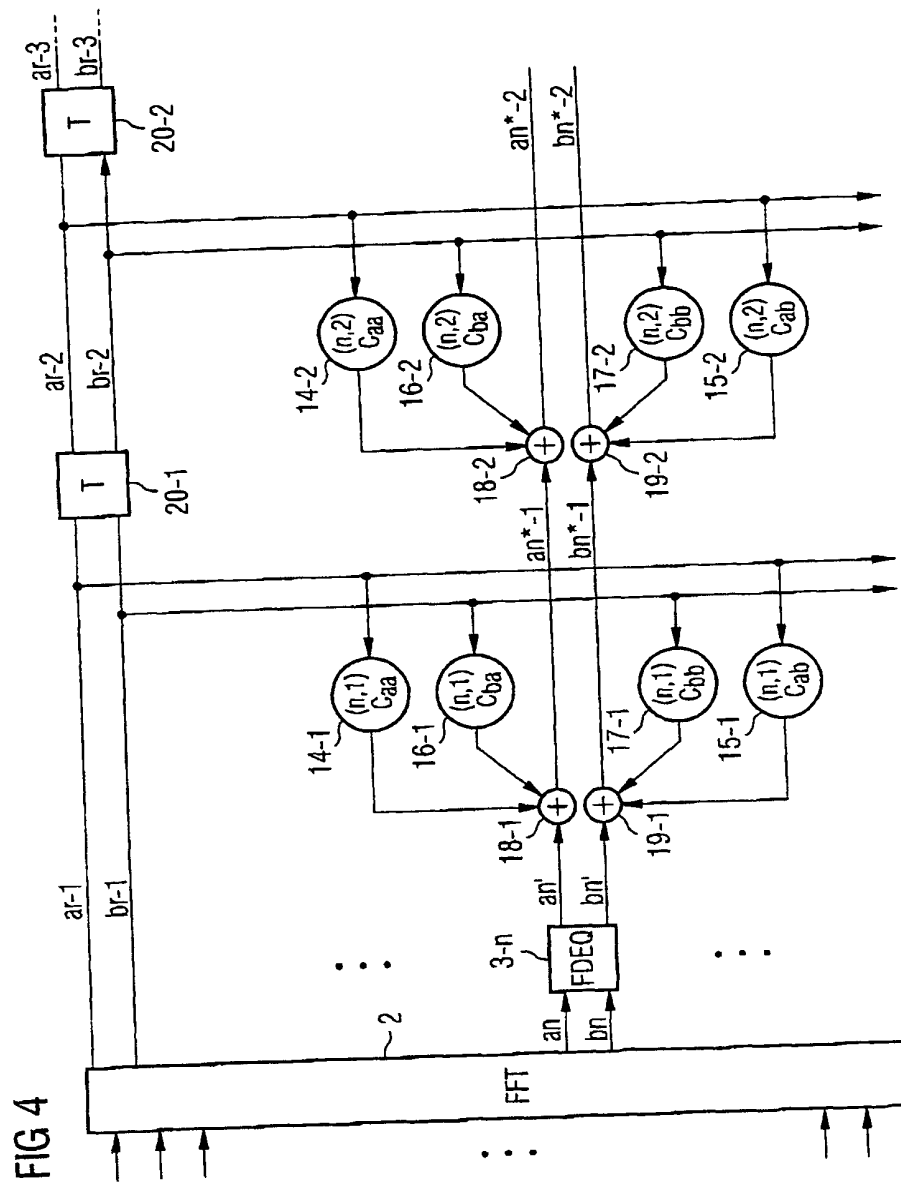 FIG 4
ar-3
br-3
T
20-2
ar-2
br-2
T
20-1
ar-1
br-1
an*-2
bn*-2
14-2
(n,2)
Caa
16-2
(n,2)
Cba
17-2
(n,2)
Cbb
15-2
(n,2)
Cab
18-2
+
+
19-2
an*-1
bn*-1
14-1
(n,1)
Caa
16-1
(n,1)
Cba
17-1
(n,1)
Cbb
15-1
(n,1)
Cab
18-1
+
+
19-1
an'
bn'
3-n
FDEQ
an
bn
2
FFT